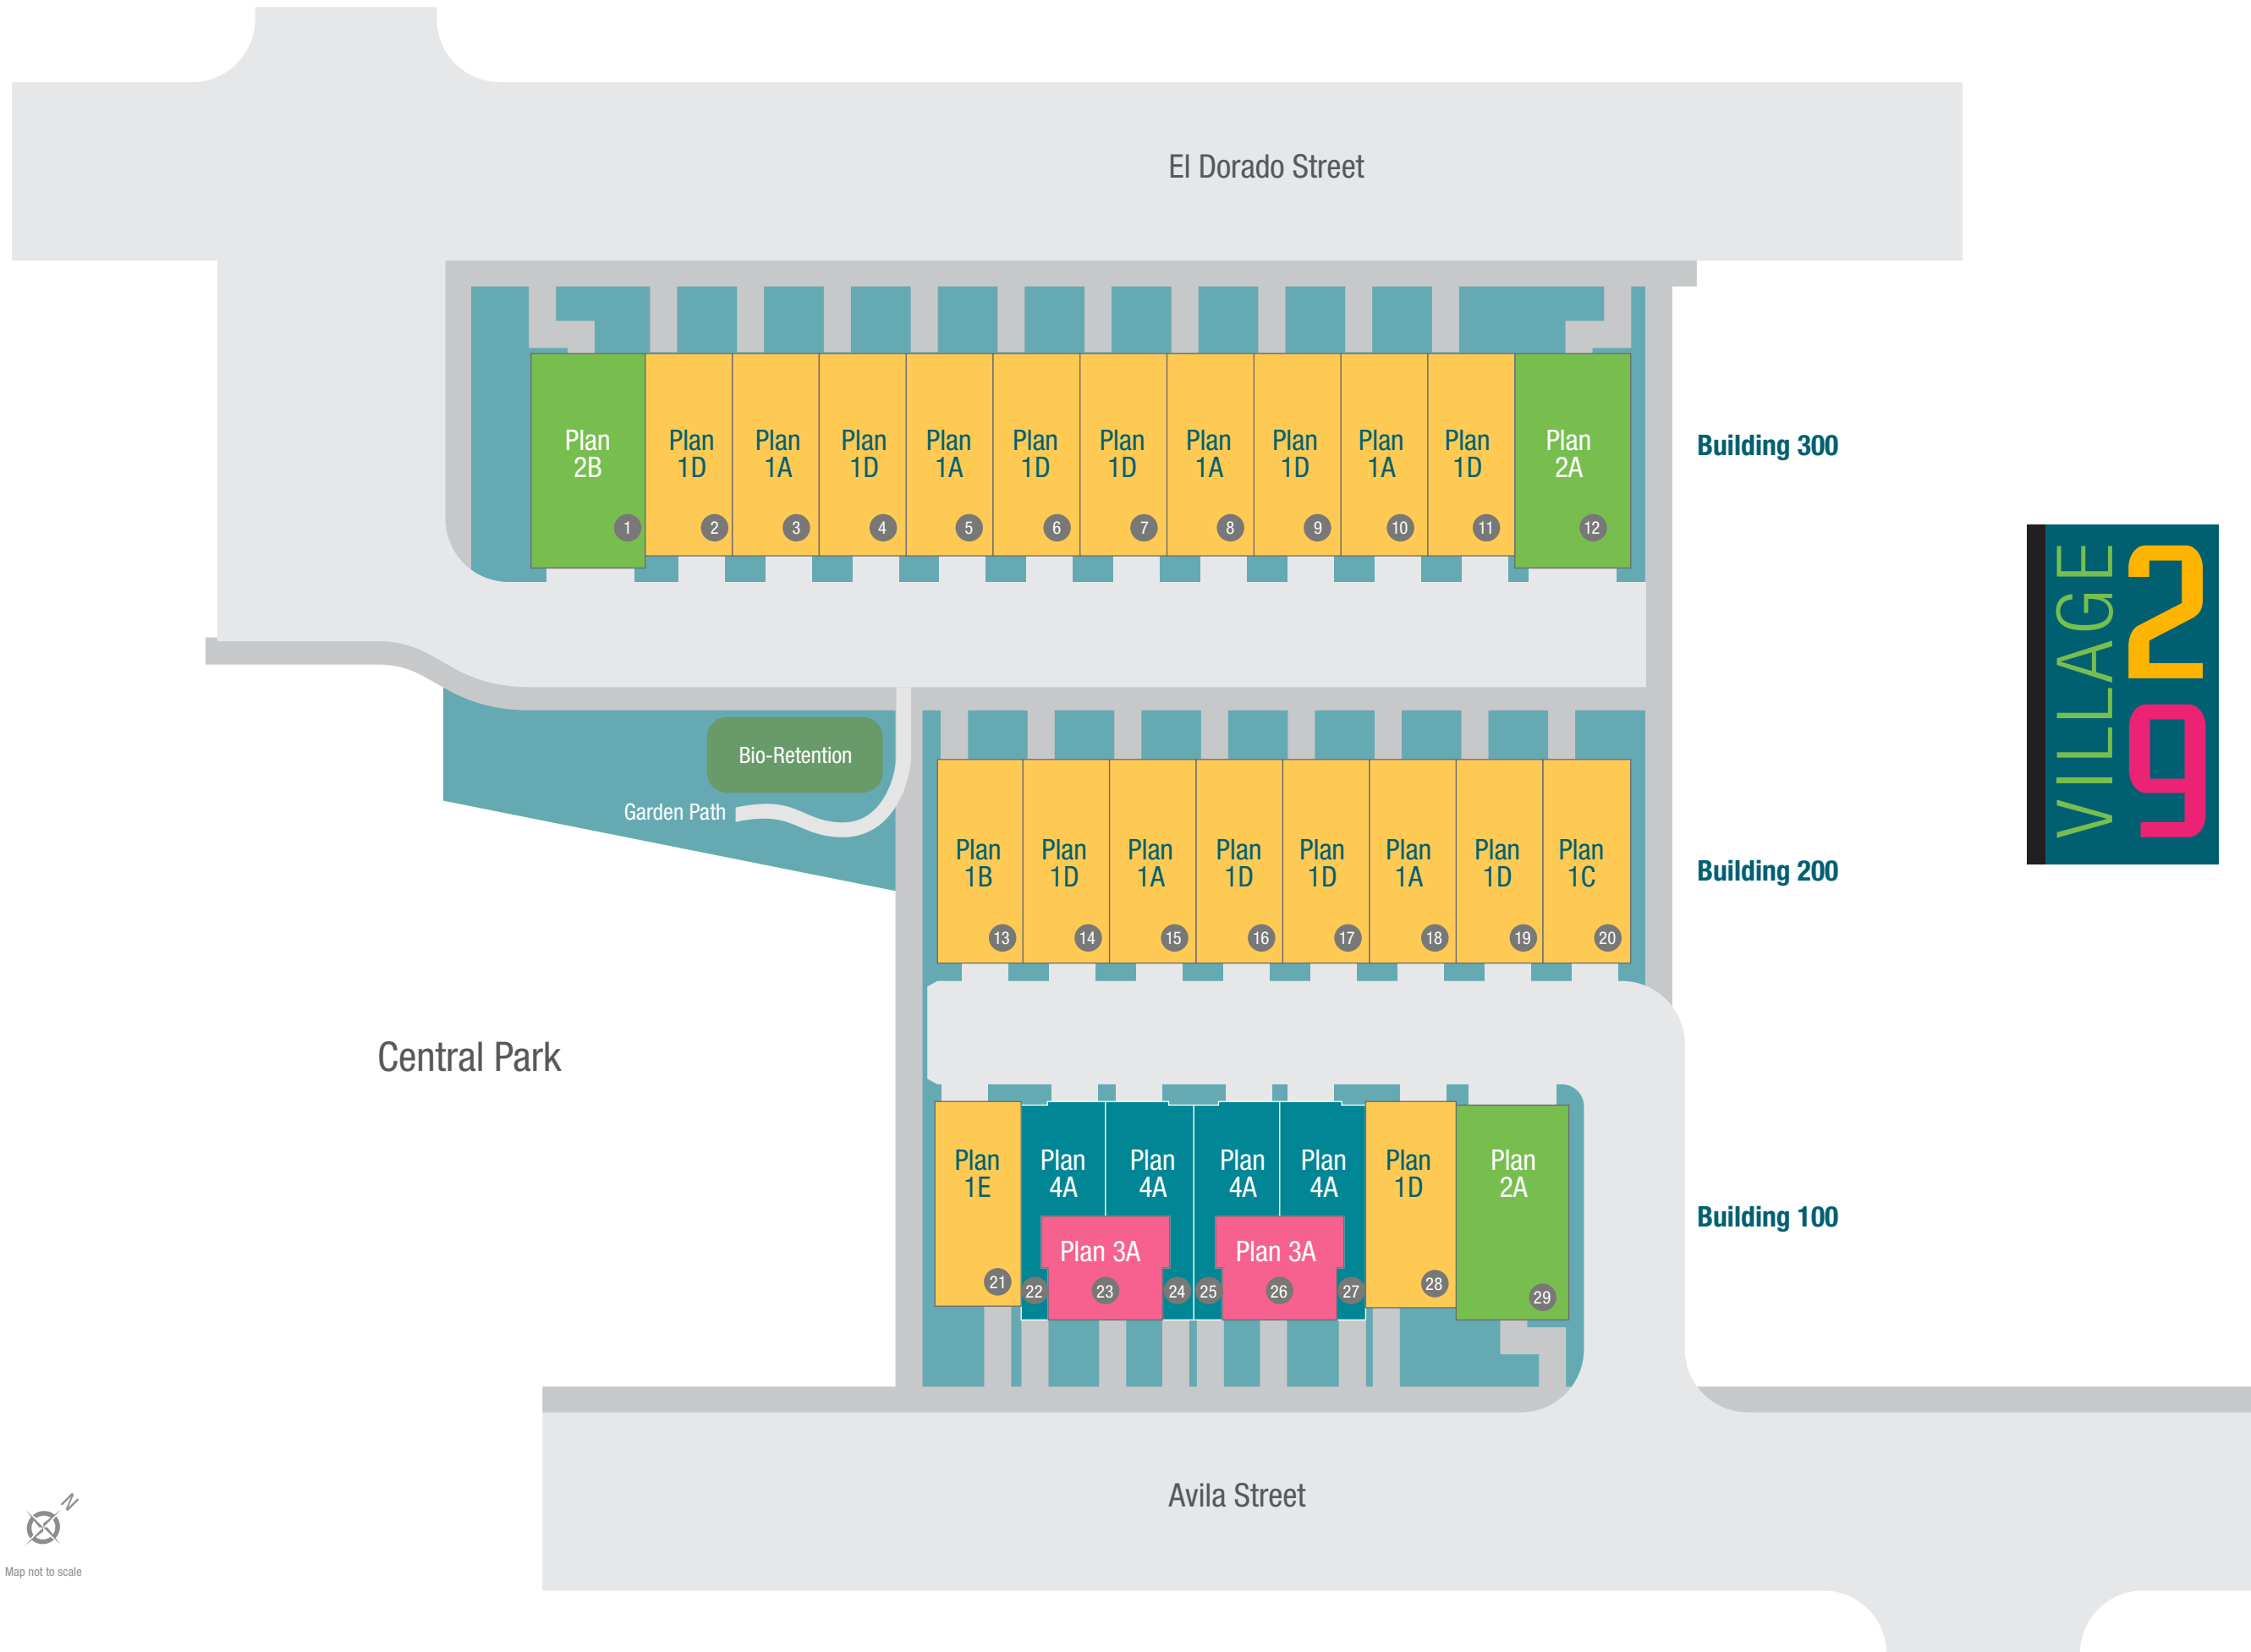 El Dorado Street
Plan
2B
1
Plan
1D
2
Plan
1A
3
Plan
1D
4
Plan
1A
5
Plan
1D
6
Plan
1D
7
Plan
1A
8
Plan
1D
9
Plan
1A
10
Plan
1D
11
Plan
2A
12
Building 300
VILLAGE
29
Bio-Retention
Garden Path
Plan
1B
13
Plan
1D
14
Plan
1A
15
Plan
1D
16
Plan
1D
17
Plan
1A
18
Plan
1D
19
Plan
1C
20
Building 200
Central Park
Plan
1E
21
Plan
4A
22
Plan 3A
23
Plan
4A
24
Plan
4A
25
Plan 3A
26
Plan
4A
27
Plan
1D
28
Plan
2A
29
Building 100
Avila Street
N
Map not to scale